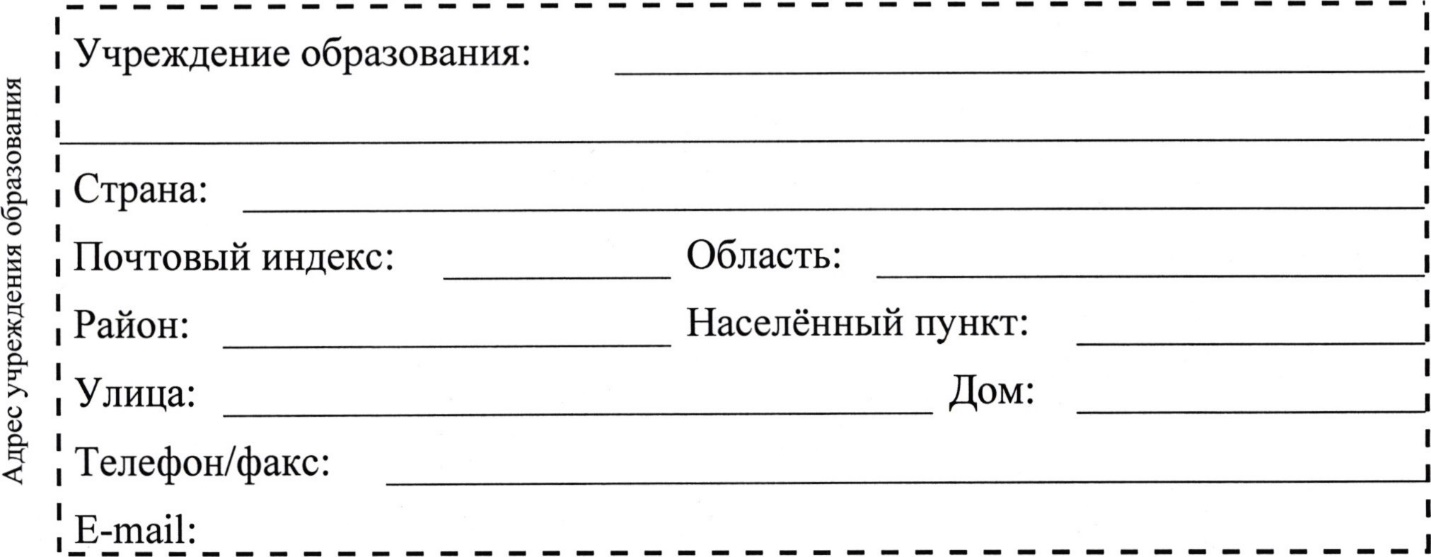 Адрес учреждения образования
Учреждение образования:
Страна:
Почтовый индекс: Область:
Район: Населённый пункт:
Улица: Дом:
Телефон/факс:
E-mail: